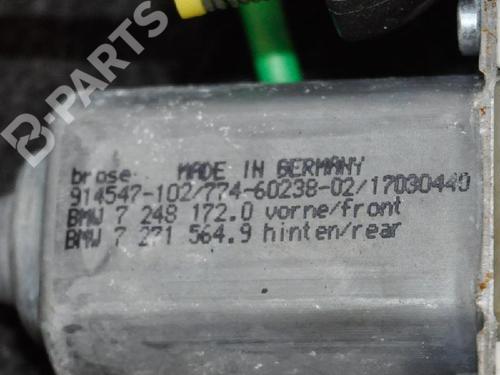 B-PARTS
brose MADE IN GERMANY
914547-102/774-60238-02/17030440
BMW 7 248 172.0 vorne/front
BMW 7 271 564.9 hinten/rear